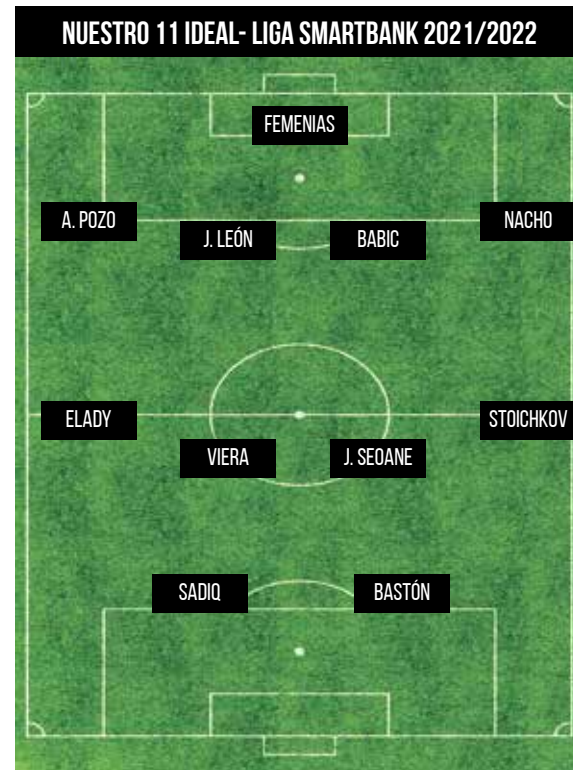 NUESTRO 11 IDEAL- LIGA SMARTBANK 2021/2022
FEMENIAS
A. POZO
NACHO
J. LEÓN
BABIC
ELADY
STOICHKOV
VIERA
J. SEOANE
SADIQ
BASTÓN